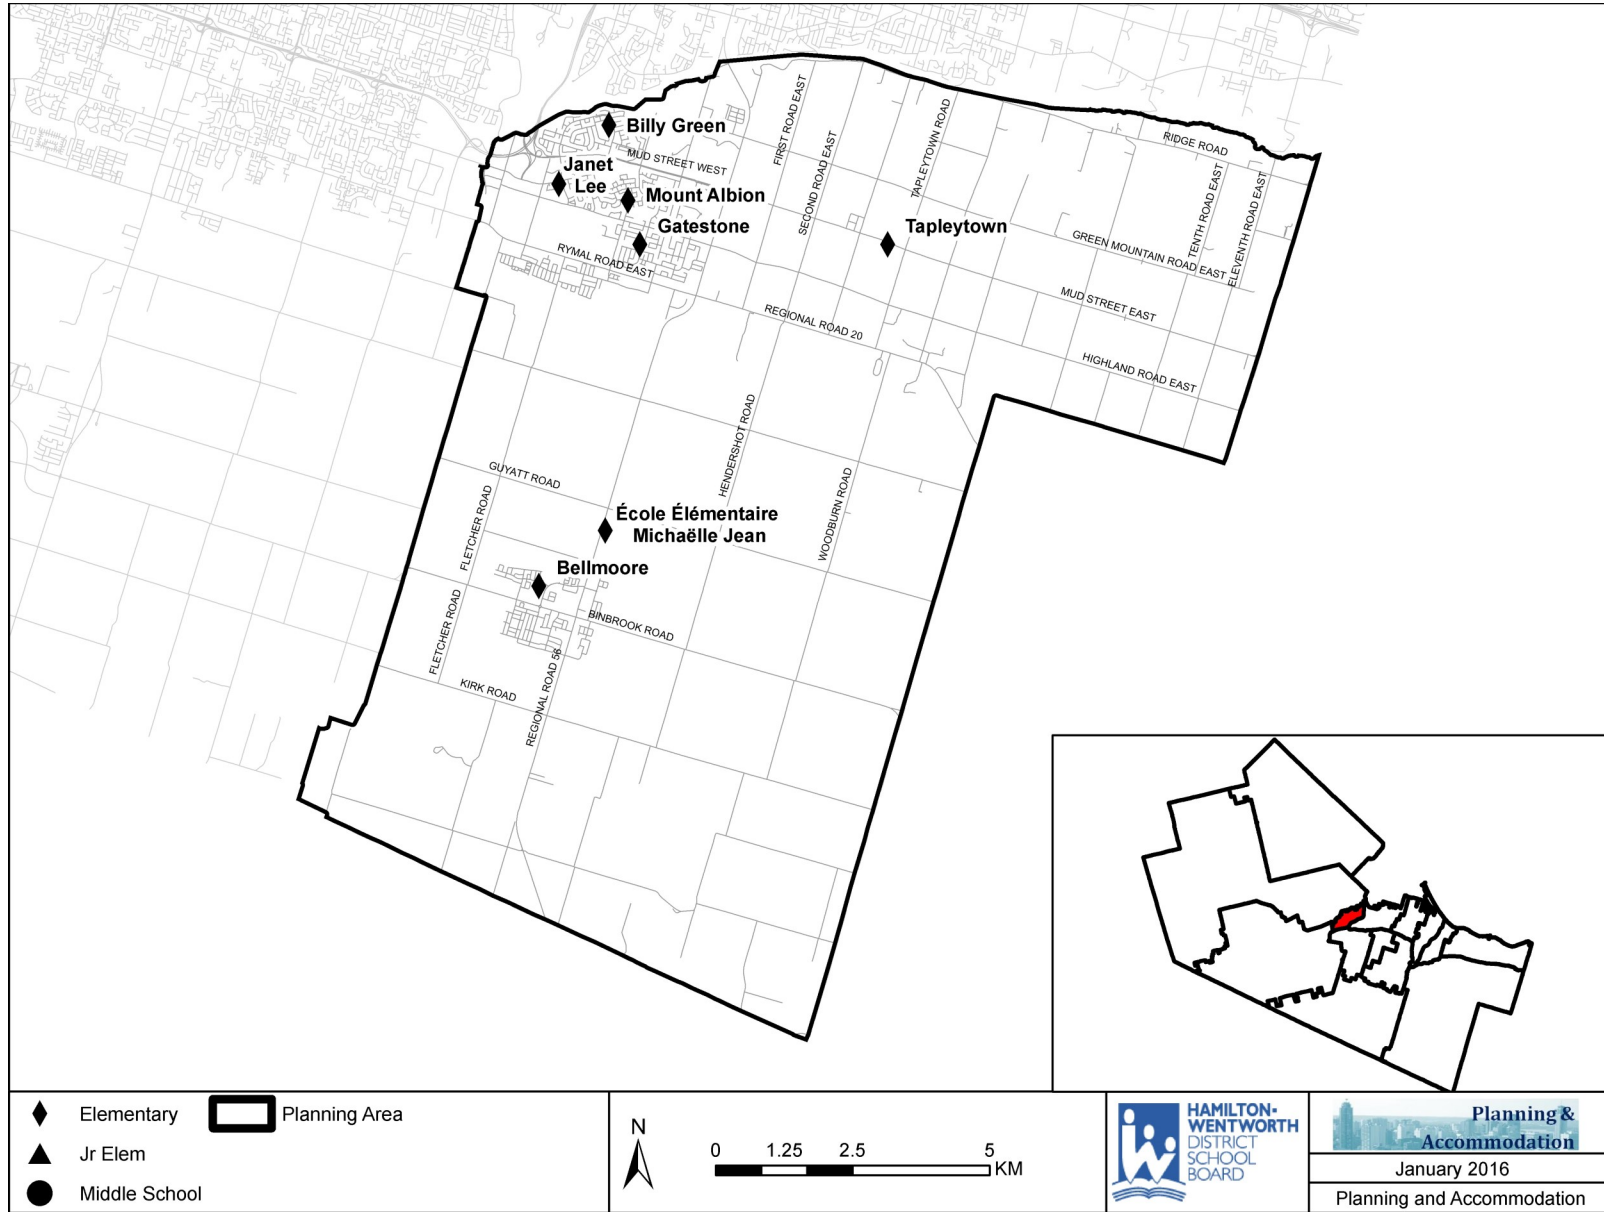 Billy Green
MUD STREET WEST
Janet
Lee
Mount Albion
Gatestone
RYMAL ROAD EAST
FIRST ROAD EAST
SECOND ROAD EAST
TAPLEYTOWN ROAD
Tapleytown
RIDGE ROAD
TENTH ROAD EAST
ELEVENTH ROAD EAST
GREEN MOUNTAIN ROAD EAST
MUD STREET EAST
REGIONAL ROAD 20
HIGHLAND ROAD EAST
HENDERSHOT ROAD
WOODBURN ROAD
GUYATT ROAD
FLETCHER ROAD
École Élémentaire
Michaëlle Jean
Bellmoore
BINBROOK ROAD
FLETCHER ROAD
KIRK ROAD
REGIONAL ROAD 56
Elementary
Planning Area
Jr Elem
Middle School
N
0 1.25 2.5 5
KM
HAMILTON-
WENTWORTH
DISTRICT
SCHOOL
BOARD
Planning &
Accommodation
January 2016
Planning and Accommodation